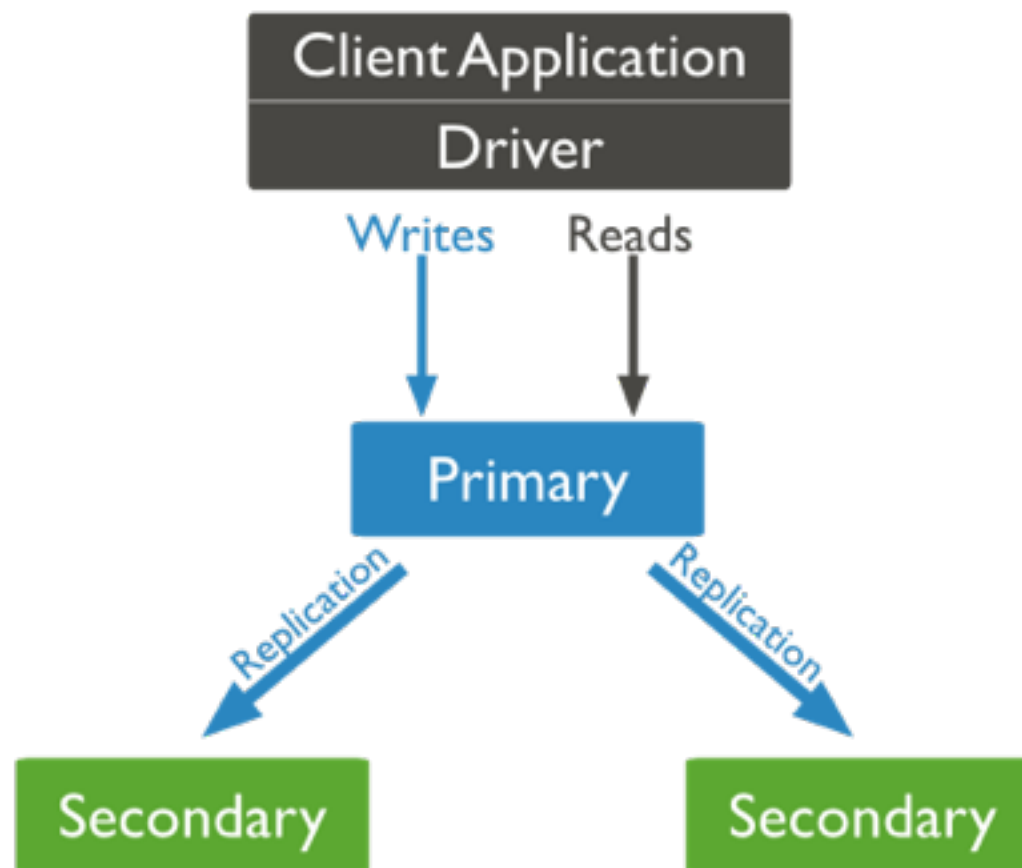 Client Application
Driver
Writes
Reads
Primary
Replication
Replication
Secondary
Secondary